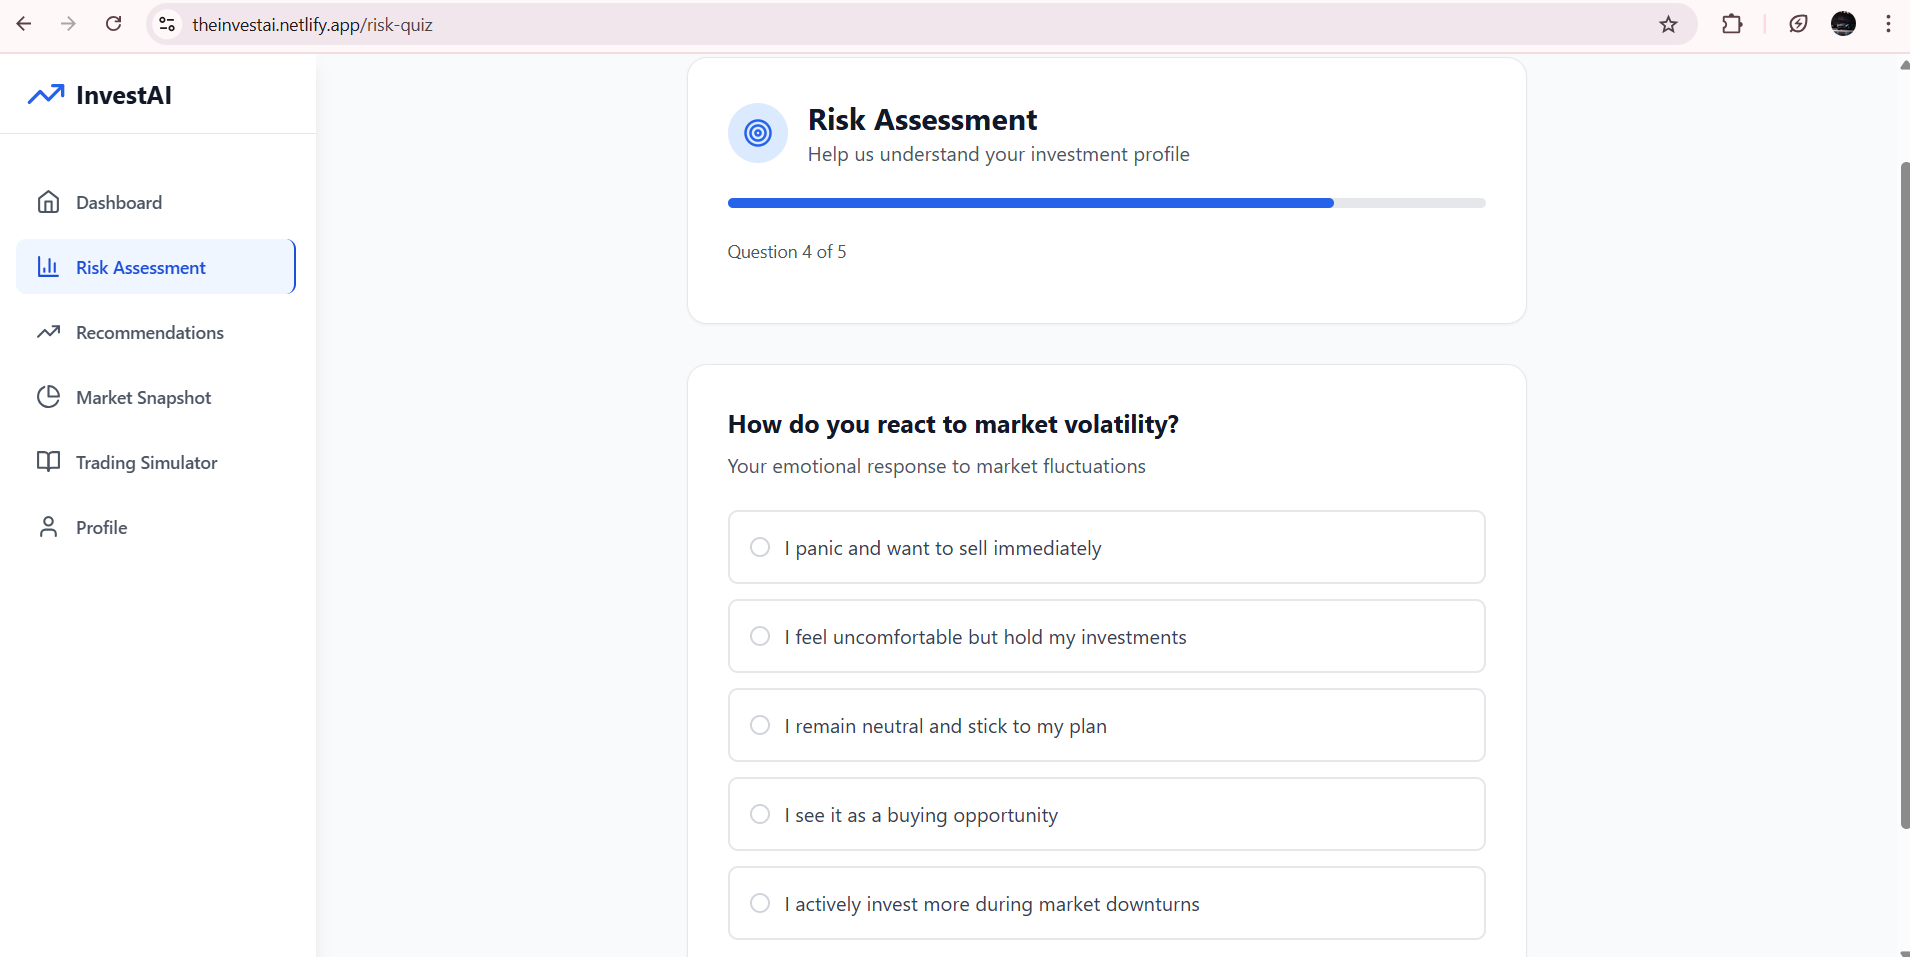 theinvestai.netlify.app/risk-quiz
InvestAI
Dashboard
Risk Assessment
Recommendations
Market Snapshot
Trading Simulator
Profile
Risk Assessment
Help us understand your investment profile
Question 4 of 5
How do you react to market volatility?
Your emotional response to market fluctuations
I panic and want to sell immediately
I feel uncomfortable but hold my investments
I remain neutral and stick to my plan
I see it as a buying opportunity
I actively invest more during market downturns